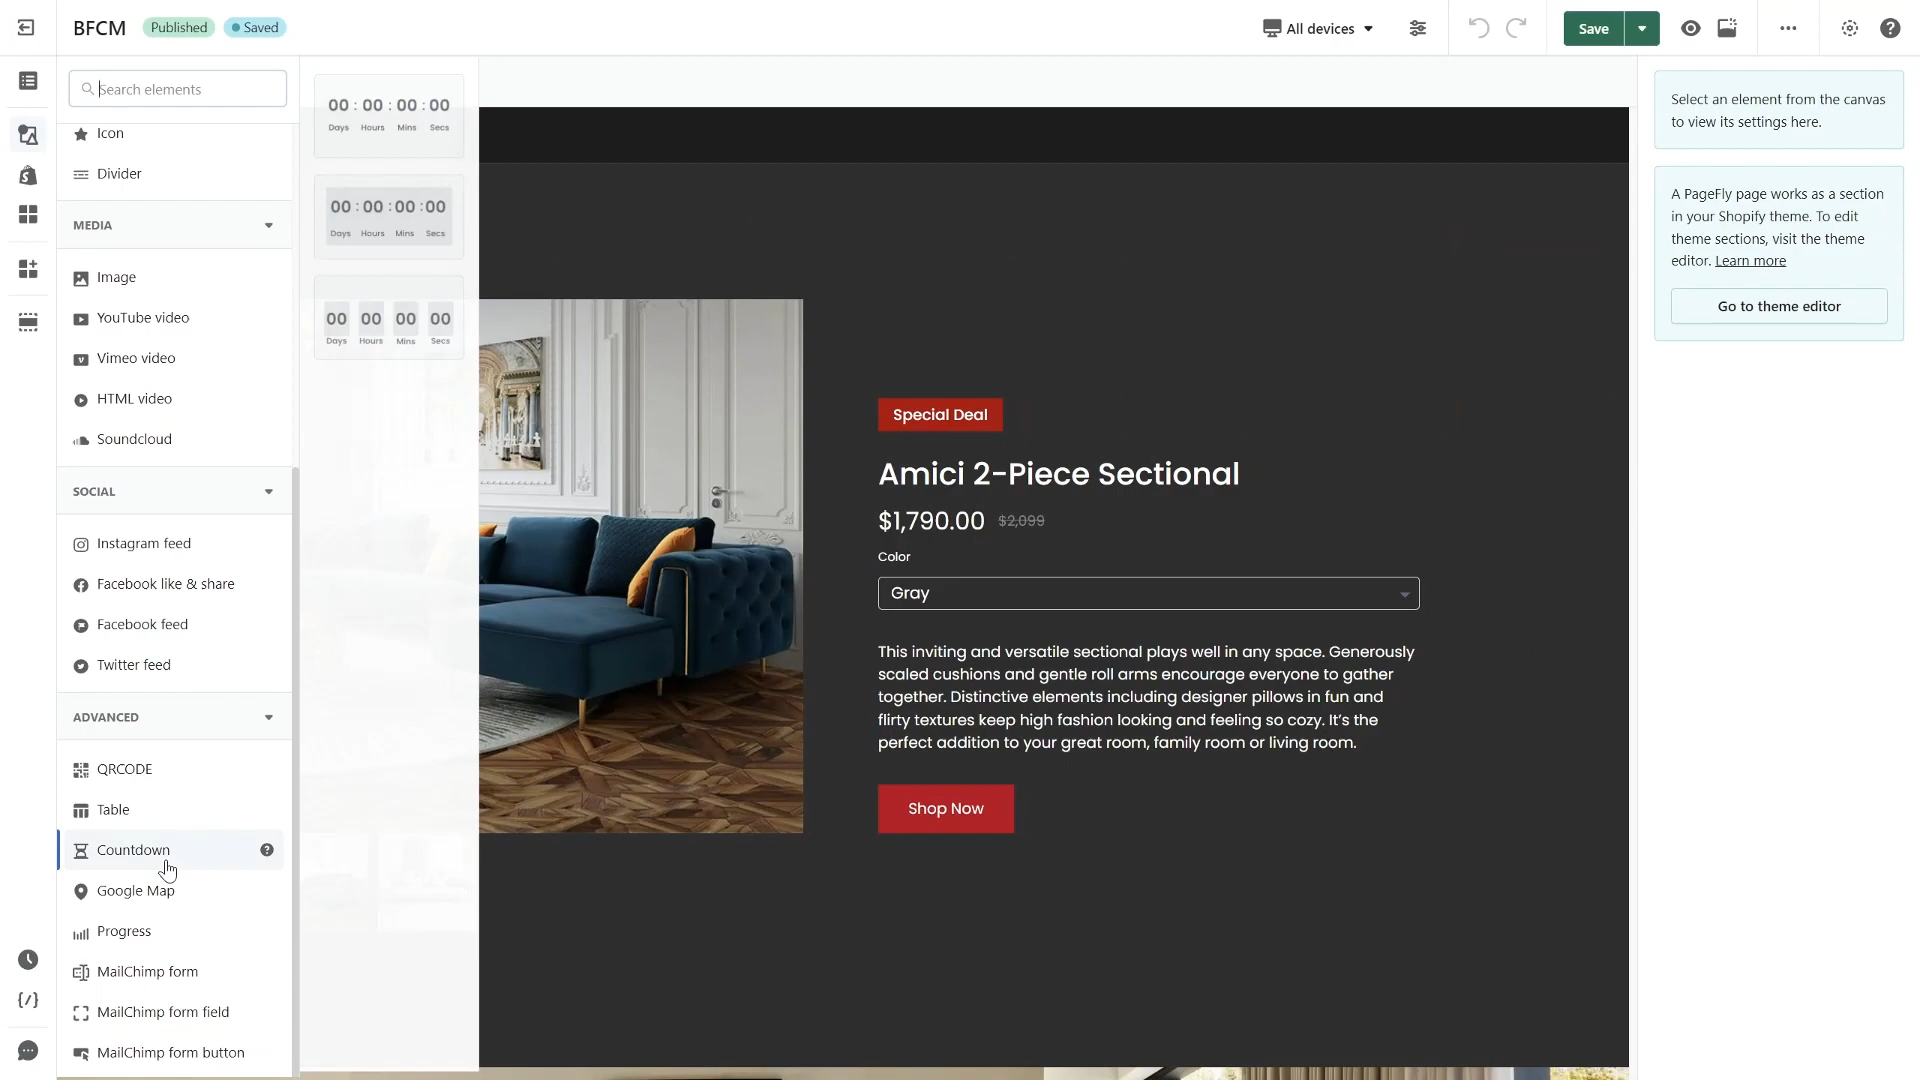 BFCM
Published
Saved
All devices
Save
Search elements
Icon
Divider
MEDIA
Image
YouTube video
Vimeo video
HTML video
Soundcloud
SOCIAL
Instagram feed
Facebook like & share
Facebook feed
Twitter feed
ADVANCED
QRCODE
Table
Countdown
Google Map
Progress
MailChimp form
MailChimp form field
MailChimp form button
00 : 00 : 00 : 00
Days Hours Mins Secs
00 : 00 : 00 : 00
Days Hours Mins Secs
00 00 00 00
Days Hours Mins Secs
Special Deal
Amici 2-Piece Sectional
$1,790.00 $2,099
Color
Gray
This inviting and versatile sectional plays well in any space. Generously
scaled cushions and gentle roll arms encourage everyone to gather
together. Distinctive elements including designer pillows in fun and
flirty textures keep high fashion looking and feeling so cozy. It's the
perfect addition to your great room, family room or living room.
Shop Now
Select an element from the canvas
to view its settings here.
A PageFly page works as a section
in your Shopify theme. To edit
theme sections, visit the theme
editor. Learn more
Go to theme editor